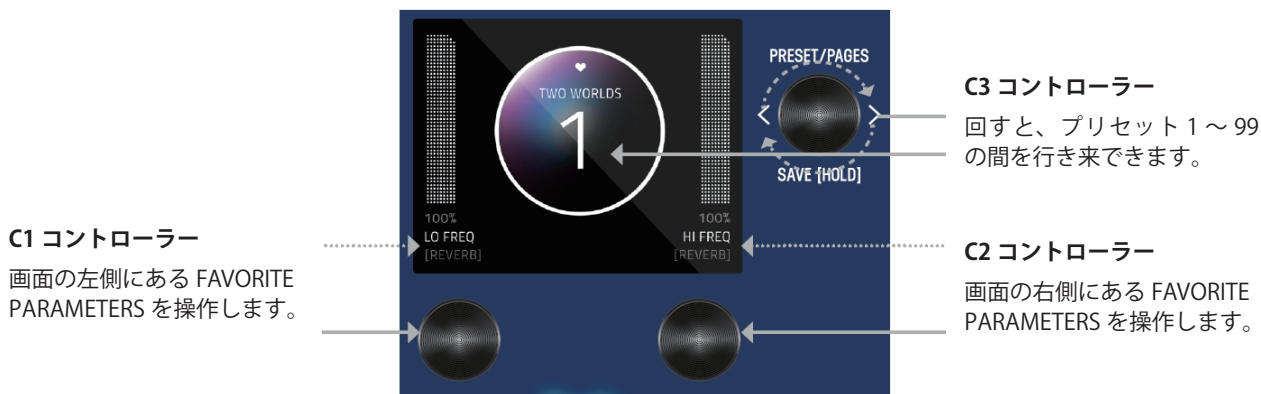 C1 コントローラー
画面の左側にある FAVORITE
PARAMETERS を操作します。
TWO WORLDS
1
100%
LO FREQ
[REVERB]
100%
HI FREQ
[REVERB]
PRESET/PAGES
< >
SAVE [HOLD]
C3 コントローラー
回すと、プリセット 1 ～ 99
の間を行き来できます。
C2 コントローラー
画面の右側にある FAVORITE
PARAMETERS を操作します。